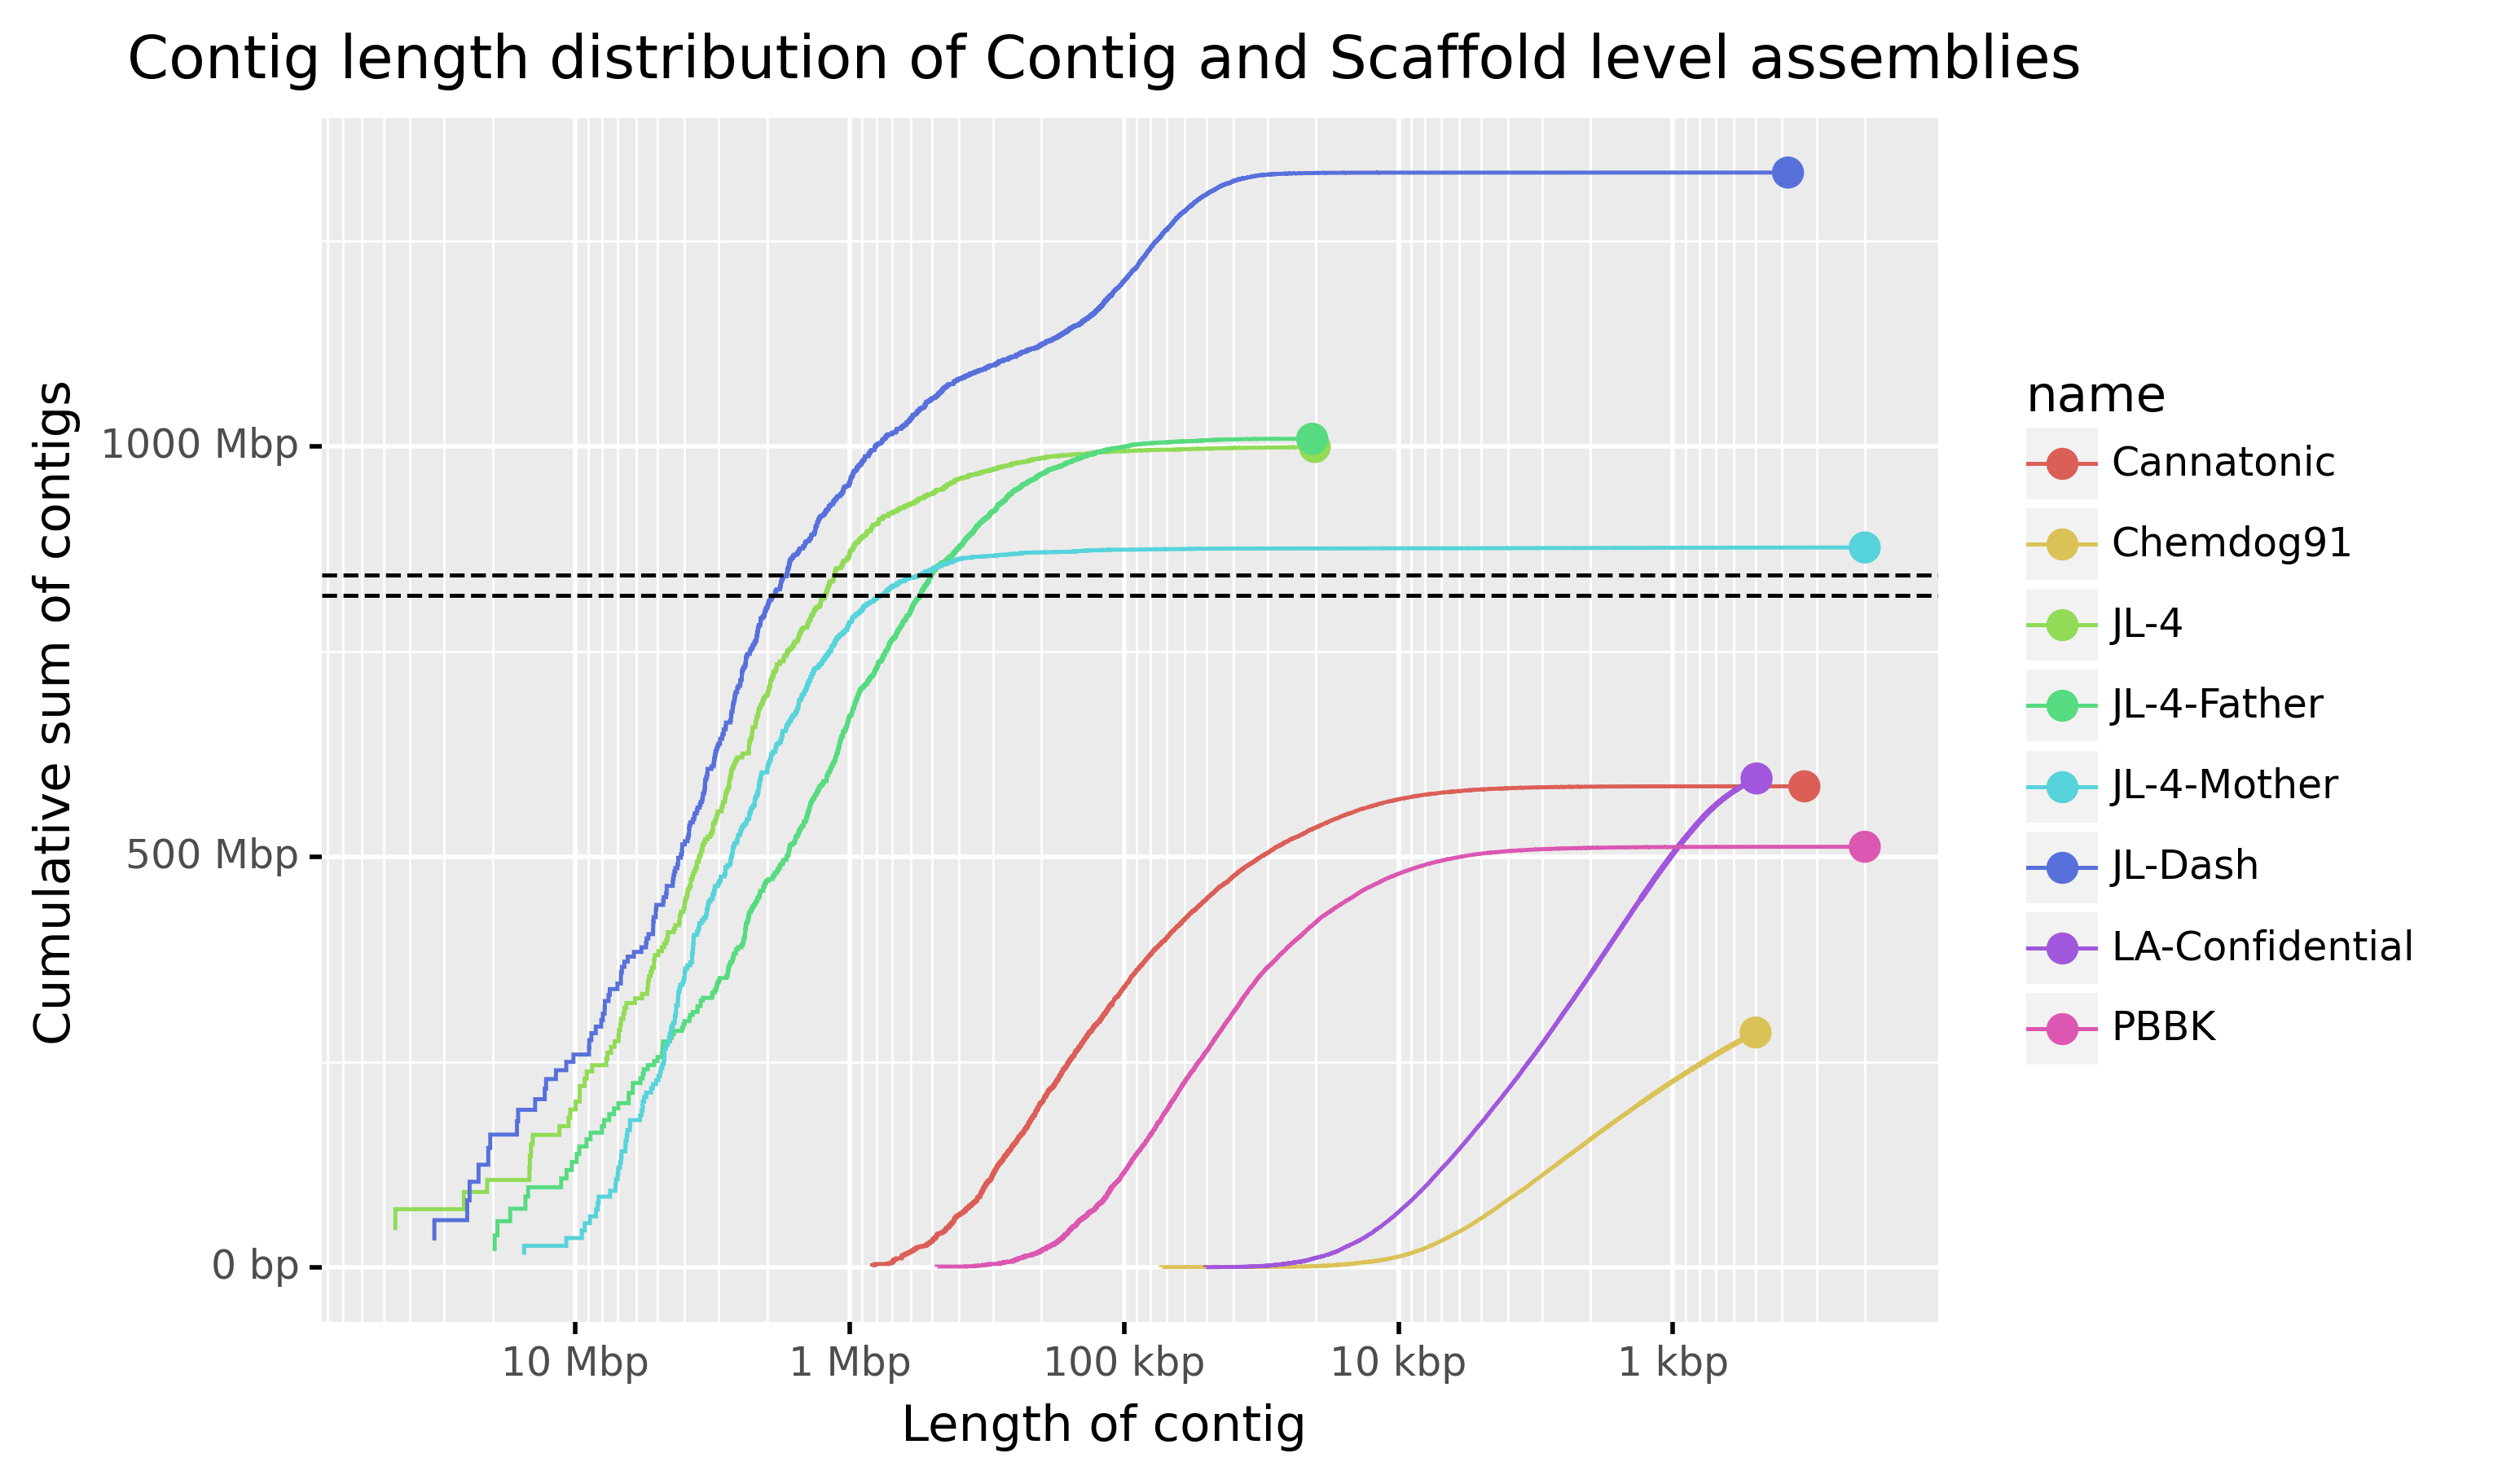 Contig length distribution of Contig and Scaffold level assemblies
Cumulative sum of contigs
1000 Mbp
500 Mbp
0 bp
10 Mbp
1 Mbp
100 kbp
10 kbp
1 kbp
Length of contig
name
Cannatonic
Chemdog91
JL-4
JL-4-Father
JL-4-Mother
JL-Dash
LA-Confidential
PBBK